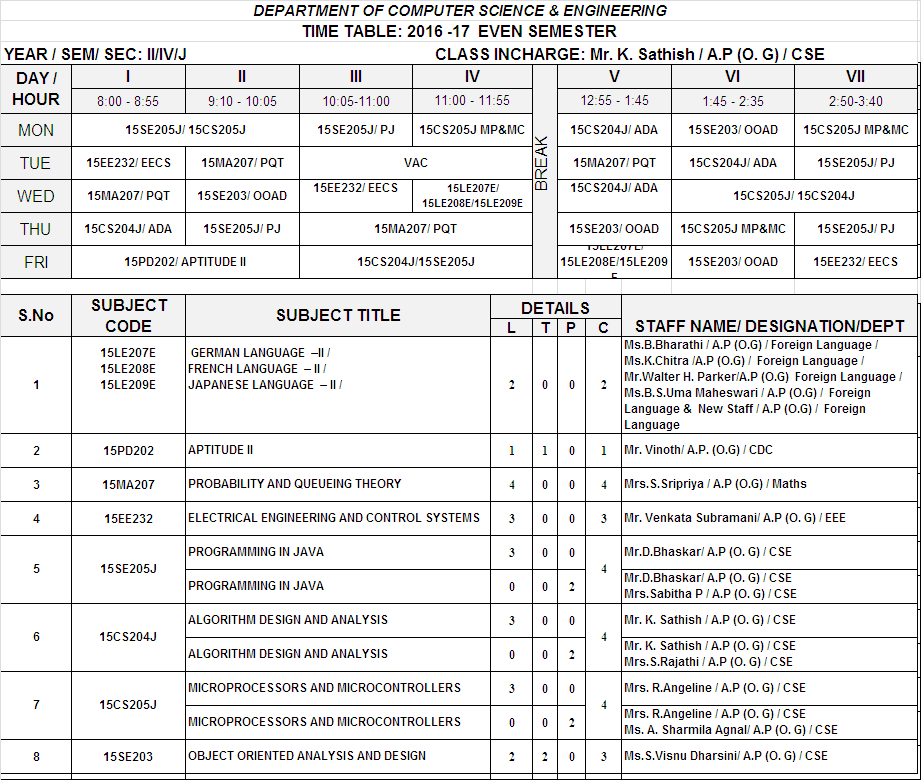 DEPARTMENT OF COMPUTER SCIENCE & ENGINEERING
TIME TABLE: 2016 -17 EVEN SEMESTER
YEAR / SEM/ SEC: II/IV/J CLASS INCHARGE: Mr. K. Sathish / A.P (O. G) / CSE
DAY / HOUR I II III IV BREAK V VI VII
8:00 - 8:55 9:10 - 10:05 10:05-11:00 11:00 - 11:55 12:55 - 1:45 1:45 - 2:35 2:50-3:40
MON 15SE205J/ 15CS205J 15SE205J/ PJ 15CS205J MP&MC 15CS204J/ ADA 15SE203/ OOAD 15CS205J MP&MC
TUE 15EE232/ EECS 15MA207/ PQT VAC 15MA207/ PQT 15CS204J/ ADA 15SE205J/ PJ
WED 15MA207/ PQT 15SE203/ OOAD 15EE232/ EECS 15LE207E/ 15LE208E/15LE209E 15CS204J/ ADA 15CS205J/ 15CS204J
THU 15CS204J/ ADA 15SE205J/ PJ 15MA207/ PQT 15SE203/ OOAD 15CS205J MP&MC 15SE205J/ PJ
FRI 15PD202/ APTITUDE II 15CS204J/15SE205J 15LE207E/ 15LE208E/15LE209E 15SE203/ OOAD 15EE232/ EECS
S.No SUBJECT CODE SUBJECT TITLE DETAILS STAFF NAME/ DESIGNATION/DEPT
L T P C
1 15LE207E GERMAN LANGUAGE –II / 2 0 0 2 Ms.B.Bharathi / A.P (O.G) / Foreign Language /
15LE208E FRENCH LANGUAGE – II / Ms.K.Chitra /A.P (O.G) / Foreign Language /
15LE209E JAPANESE LANGUAGE – II / Mr.Walter H. Parker/A.P (O.G) Foreign Language /
Ms.B.S.Uma Maheswari / A.P (O.G) / Foreign
Language & New Staff / A.P (O.G) / Foreign
Language
2 15PD202 APTITUDE II 1 1 0 1 Mr. Vinoth/ A.P. (O.G) / CDC
3 15MA207 PROBABILITY AND QUEUEING THEORY 4 0 0 4 Mrs.S.Sripriya / A.P (O.G) / Maths
4 15EE232 ELECTRICAL ENGINEERING AND CONTROL SYSTEMS 3 0 0 3 Mr. Venkata Subramani/ A.P (O. G) / EEE
5 15SE205J PROGRAMMING IN JAVA 3 0 0 4 Mr.D.Bhaskar/ A.P (O. G) / CSE
PROGRAMMING IN JAVA 0 0 2 Mr.D.Bhaskar/ A.P (O. G) / CSE
Mrs.Sabitha P / A.P (O. G) / CSE
6 15CS204J ALGORITHM DESIGN AND ANALYSIS 3 0 0 4 Mr. K. Sathish / A.P (O. G) / CSE
ALGORITHM DESIGN AND ANALYSIS 0 0 2 Mr. K. Sathish / A.P (O. G) / CSE
Mrs.S.Rajathi / A.P (O. G) / CSE
7 15CS205J MICROPROCESSORS AND MICROCONTROLLERS 3 0 0 4 Mrs. R.Angeline / A.P (O. G) / CSE
MICROPROCESSORS AND MICROCONTROLLERS 0 0 2 Mrs. R.Angeline / A.P (O. G) / CSE
Ms. A. Sharmila Agnal/ A.P (O. G) / CSE
8 15SE203 OBJECT ORIENTED ANALYSIS AND DESIGN 2 2 0 3 Ms.S.Visnu Dharsini/ A.P (O. G) / CSE